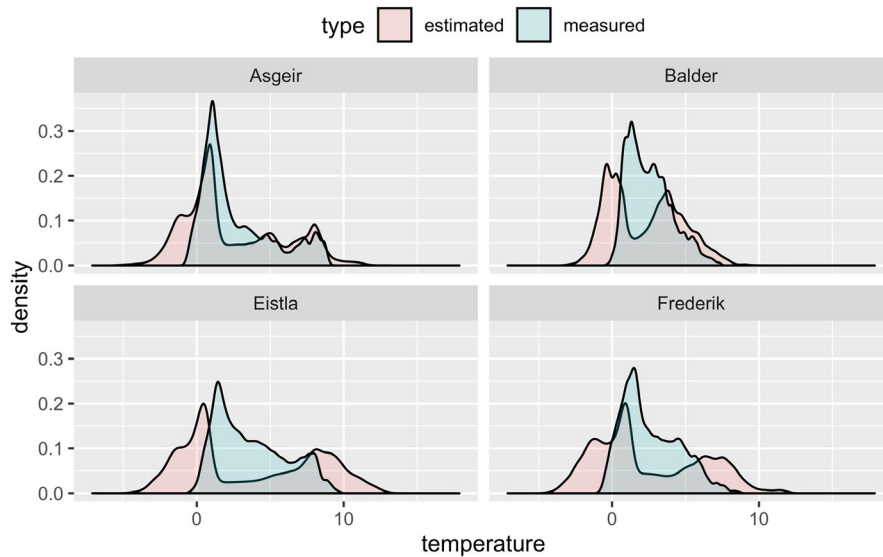 type estimated measured
Asgeir Balder
0.3
0.2
0.1
0.0
density
Eistla Frederik
0.3
0.2
0.1
0.0
0 10 0 10
temperature